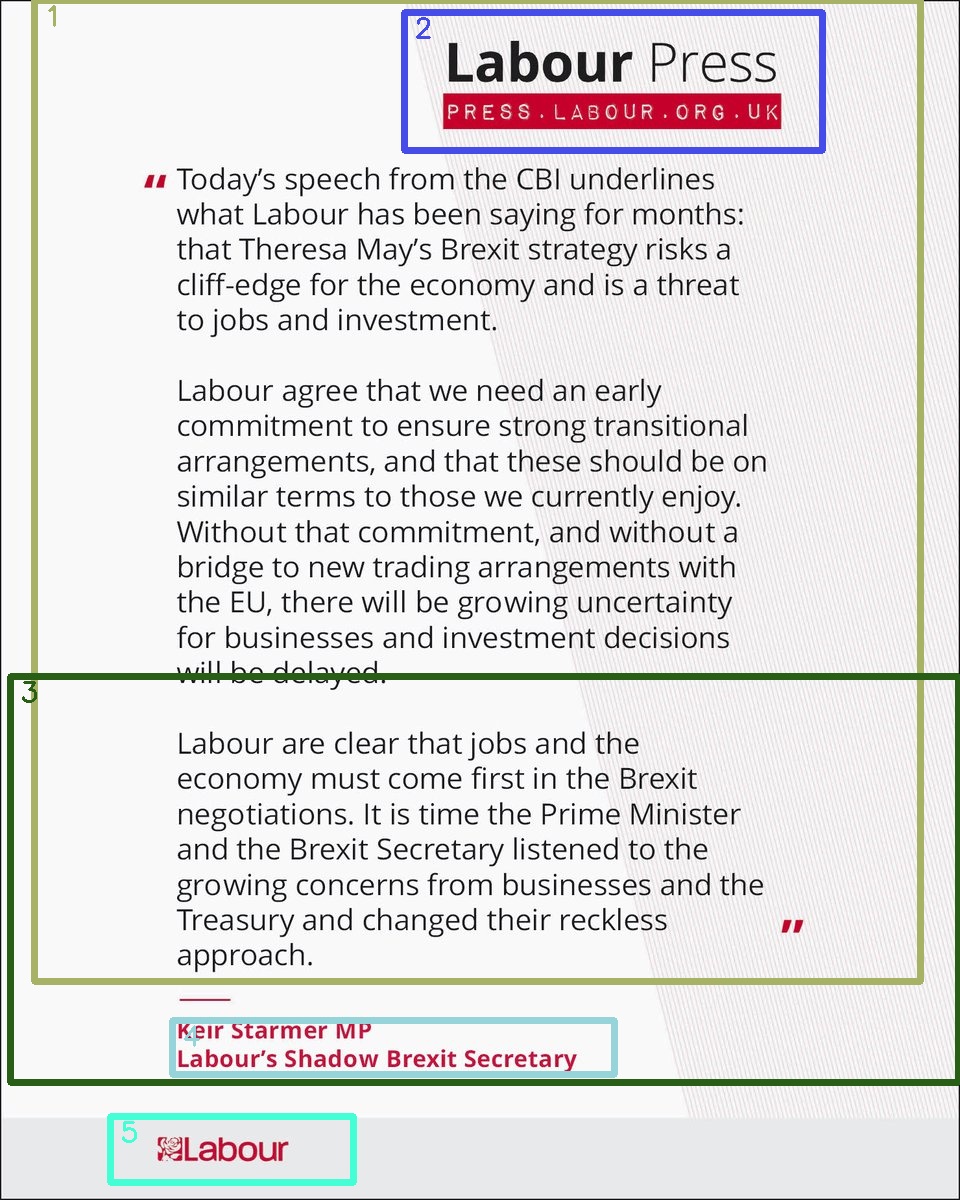 Labour Press
PRESS.LABOUR.ORG.UK
“ Today’s speech from the CBI underlines
what Labour has been saying for months:
that Theresa May’s Brexit strategy risks a
cliff-edge for the economy and is a threat
to jobs and investment.
Labour agree that we need an early
commitment to ensure strong transitional
arrangements, and that these should be on
similar terms to those we currently enjoy.
Without that commitment, and without a
bridge to new trading arrangements with
the EU, there will be growing uncertainty
for businesses and investment decisions
will be delayed.
Labour are clear that jobs and the
economy must come first in the Brexit
negotiations. It is time the Prime Minister
and the Brexit Secretary listened to the
growing concerns from businesses and the
Treasury and changed their reckless
approach. ”
Keir Starmer MP
Labour’s Shadow Brexit Secretary
Labour
1
2
3
4
5